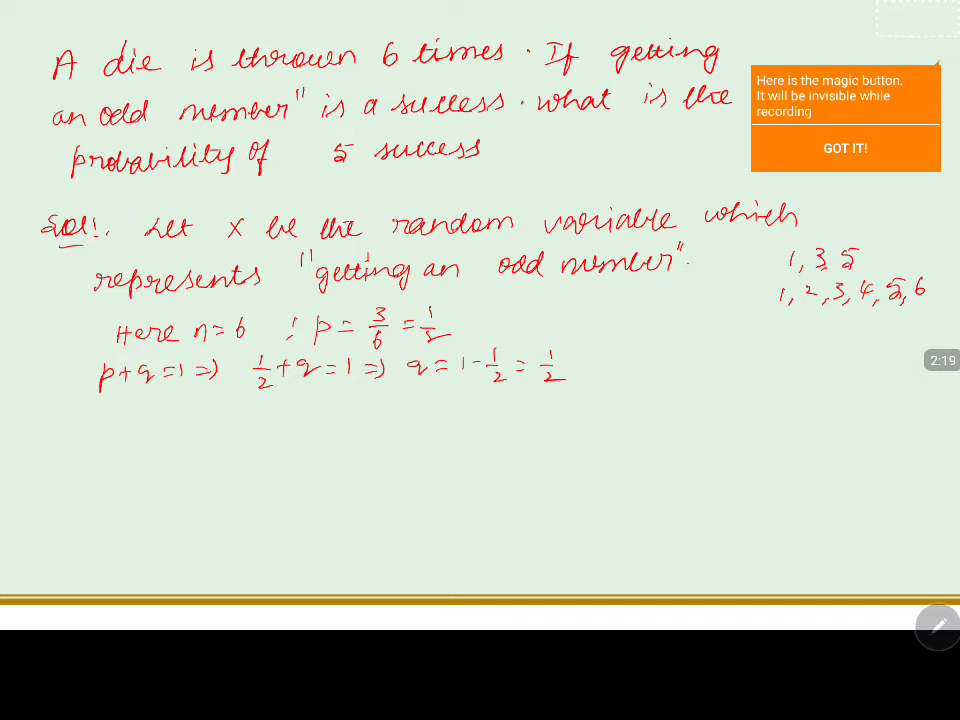 A die is thrown 6 times. If getting
an odd number" is a success. what is the
probability of 5 success
Sol:. Let X be the random variable which
represents "getting an odd number".
Here n=6 ; p = 3/6 = 1/2
p+q=1 => 1/2 + q = 1 => q = 1 - 1/2 = 1/2
1, 3, 5
1, 2, 3, 4, 5, 6
Here is the magic button.
It will be invisible while
recording
GOT IT!
2:19